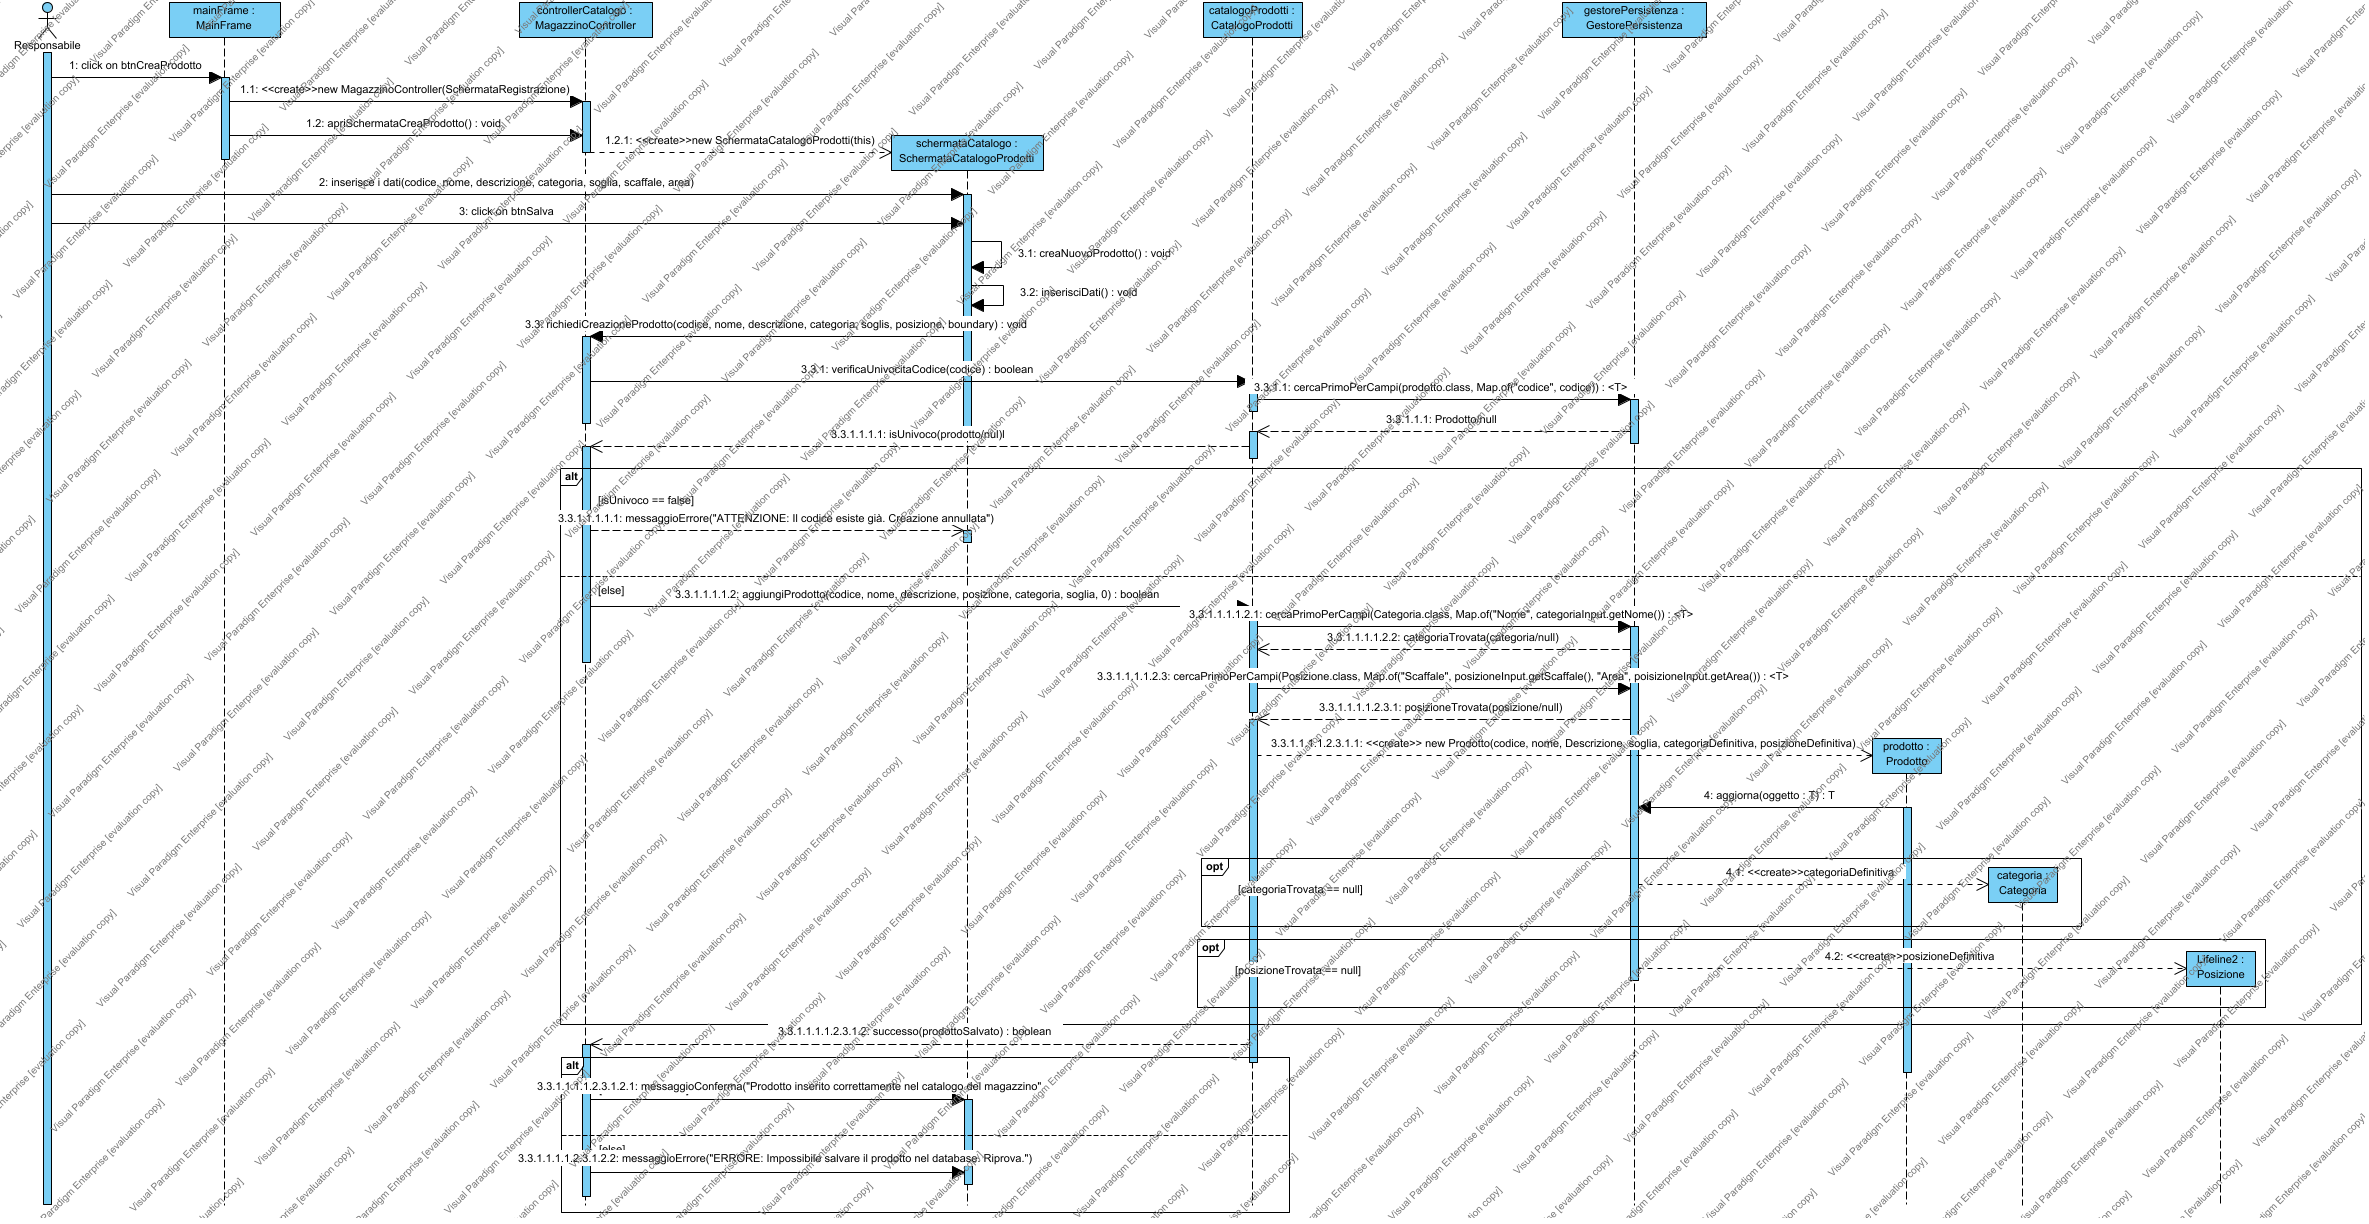 mainFrame :
MainFrame
controllerCatalogo :
MagazzinoController
catalogoProdotti :
CatalogoProdotti
gestorePersistenza :
GestorePersistenza
Responsabile
1: click on btnCreaProdotto
1.1: <<create>>new MagazzinoController(SchermataRegistrazione)
1.2: apriSchermataCreaProdotto() : void
1.2.1: <<create>>new SchermataCatalogoProdotti(this)
schermataCatalogo :
SchermataCatalogoProdotti
2: inserisce i dati(codice, nome, descrizione, categoria, soglia, scaffale, area)
3: click on btnSalva
3.1: creaNuovoProdotto() : void
3.2: inserisciDati() : void
3.3: richiediCreazioneProdotto(codice, nome, descrizione, categoria, soglis, posizione, boundary) : void
3.3.1: verificaUnivocitaCodice(codice) : boolean
3.3.1.1: cercaPrimoPerCampi(prodotto.class, Map.of("codice", codice)) : <T>
3.3.1.1.1: Prodotto/null
3.3.1.1.1.1: isUnivoco(prodotto/nul)l
alt
[isUnivoco == false]
3.3.1.1.1.1.1: messaggioErrore("ATTENZIONE: Il codice esiste già. Creazione annullata")
[else]
3.3.1.1.1.1.2: aggiungiProdotto(codice, nome, descrizione, posizione, categoria, soglia, 0) : boolean
3.3.1.1.1.1.2.1: cercaPrimoPerCampi(Categoria.class, Map.of("Nome", categoriaInput.getNome()) : <T>
3.3.1.1.1.1.2.2: categoriaTrovata(categoria/null)
3.3.1.1.1.1.2.3: cercaPrimoPerCampi(Posizione.class, Map.of("Scaffale", posizioneInput.getScaffale(), "Area", poisizioneInput.getArea()) : <T>
3.3.1.1.1.1.2.3.1: posizioneTrovata(posizione/null)
3.3.1.1.1.1.2.3.1.1: <<create>> new Prodotto(codice, nome, Descrizione, soglia, categoriaDefinitiva, posizioneDefinitiva)
prodotto :
Prodotto
4: aggiorna(oggetto : T) : T
opt
[categoriaTrovata == null]
4.1: <<create>>categoriaDefinitiva
categoria :
Categoria
opt
[posizioneTrovata == null]
4.2: <<create>>posizioneDefinitiva
Lifeline2 :
Posizione
3.3.1.1.1.1.2.3.1.2: successo(prodottoSalvato) : boolean
alt
3.3.1.1.1.1.2.3.1.2.1: messaggioConferma("Prodotto inserito correttamente nel catalogo del magazzino"
[else]
3.3.1.1.1.1.2.3.1.2.2: messaggioErrore("ERRORE: Impossibile salvare il prodotto nel database. Riprova.")
Visual Paradigm Enterprise [evaluation copy]